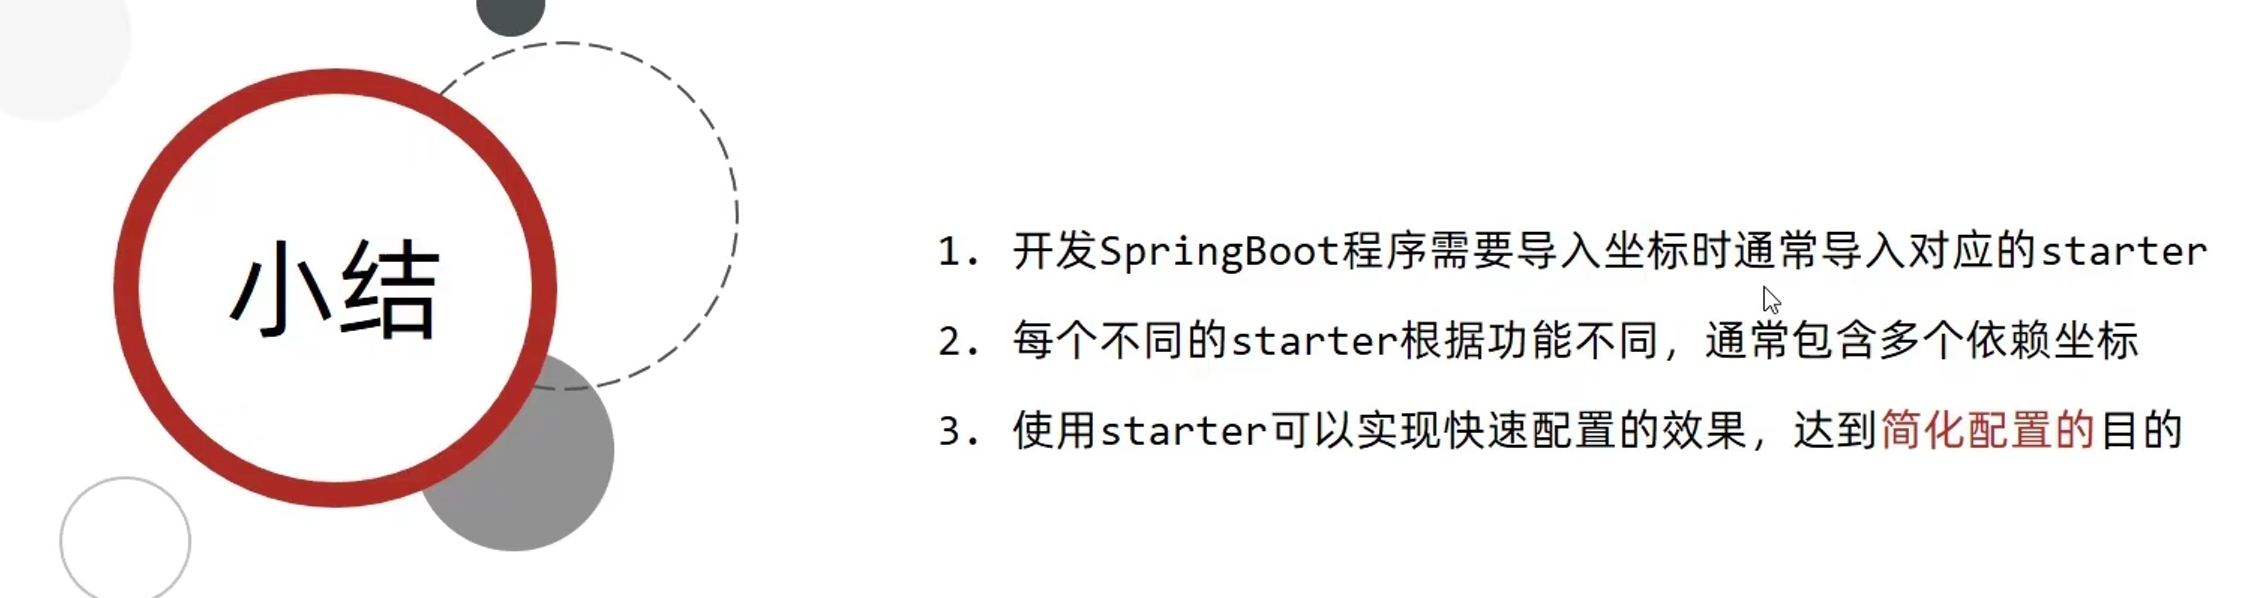 小结
1. 开发SpringBoot程序需要导入坐标时通常导入对应的starter
2. 每个不同的starter根据功能不同，通常包含多个依赖坐标
3. 使用starter可以实现快速配置的效果，达到简化配置的目的